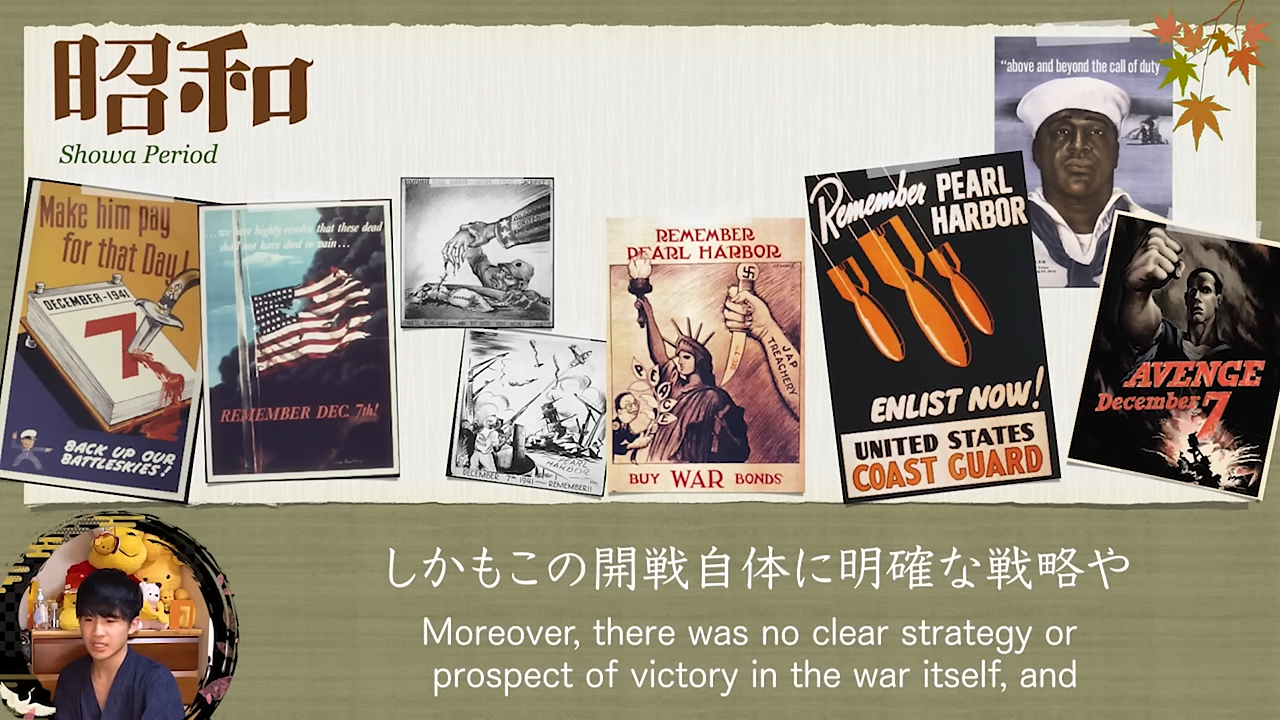 昭和
Showa Period
Make him pay
for that Day!
DECEMBER-1941
7
BACK UP OUR
BATTLESKIES!
...we here highly resolve that these dead
shall not have died in vain...
REMEMBER DEC. 7th!
PEARL
HARBOR
DECEMBER 7th 1941—REMEMBER!!
REMEMBER
PEARL HARBOR
PEACE
DEC. 7
JAP
TREACHERY
BUY WAR BONDS
Remember PEARL
HARBOR
ENLIST NOW!
UNITED STATES
COAST GUARD
"above and beyond the call of duty"
AVENGE
December 7
しかもこの開戦自体に明確な戦略や
Moreover, there was no clear strategy or
prospect of victory in the war itself, and